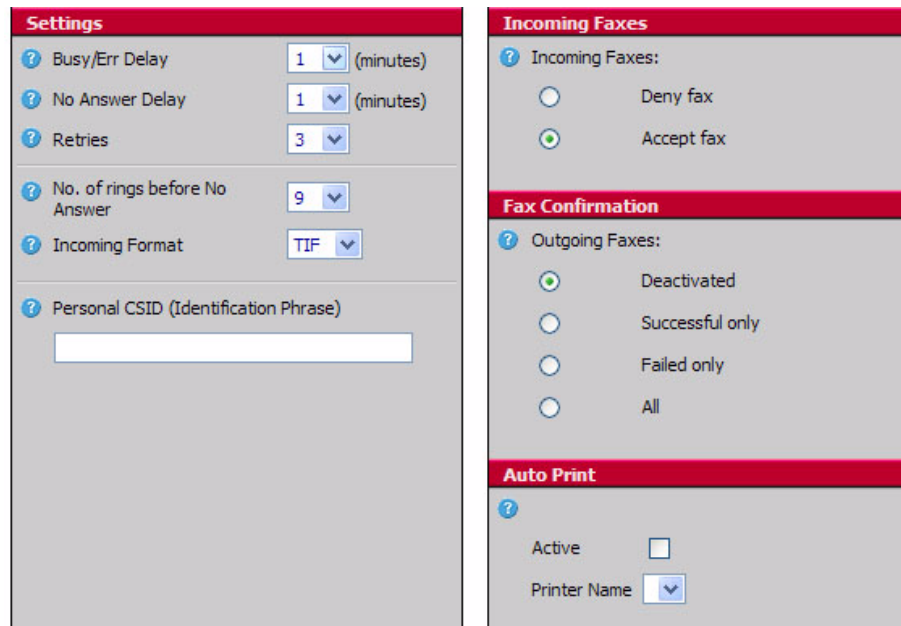 Settings
Busy/Err Delay 1 (minutes)
No Answer Delay 1 (minutes)
Retries 3
No. of rings before No
Answer 9
Incoming Format TIF
Personal CSID (Identification Phrase)
Incoming Faxes
Incoming Faxes:
Deny fax
Accept fax
Fax Confirmation
Outgoing Faxes:
Deactivated
Successful only
Failed only
All
Auto Print
Active
Printer Name